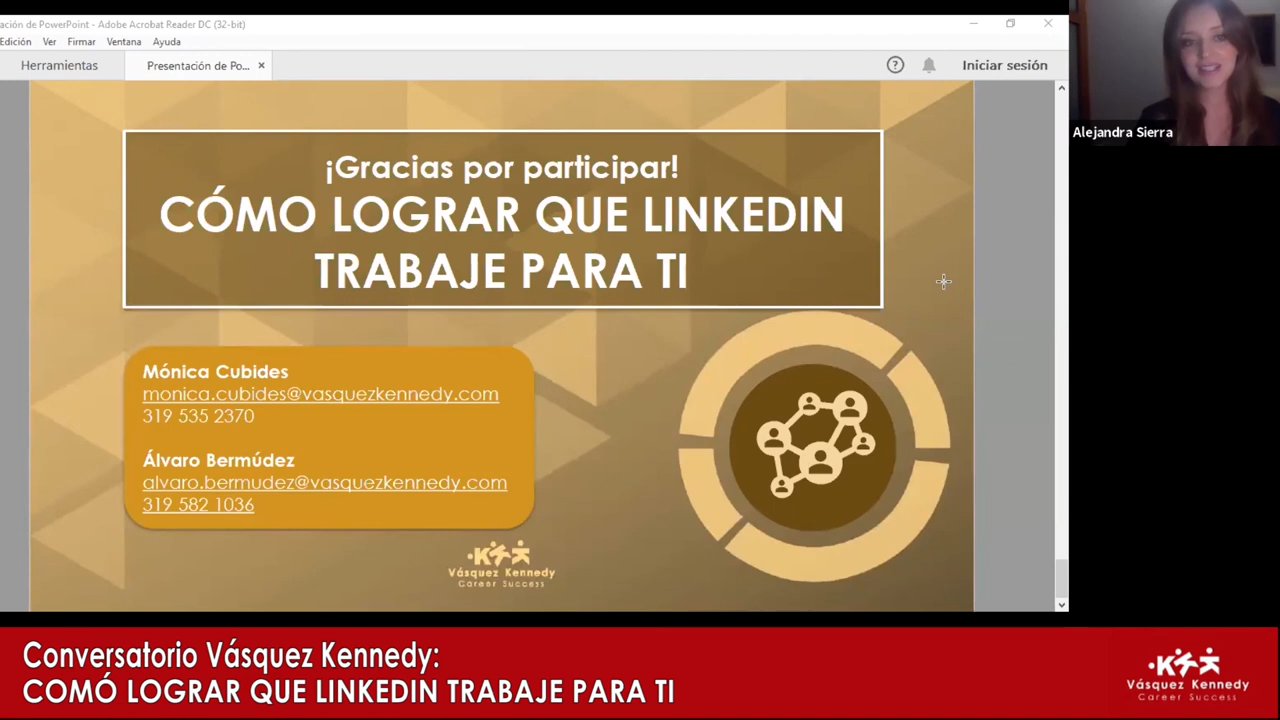 ación de PowerPoint - Adobe Acrobat Reader DC (32-bit)
Edición Ver Firmar Ventana Ayuda
Herramientas Presentación de Po... × Iniciar sesión
Alejandra Sierra
¡Gracias por participar!
CÓMO LOGRAR QUE LINKEDIN
TRABAJE PARA TI
Mónica Cubides
monica.cubides@vasquezkennedy.com
319 535 2370
Álvaro Bermúdez
alvaro.bermudez@vasquezkennedy.com
319 582 1036
Vásquez Kennedy
Career Success
Conversatorio Vásquez Kennedy:
COMÓ LOGRAR QUE LINKEDIN TRABAJE PARA TI
Vásquez Kennedy
Career Success